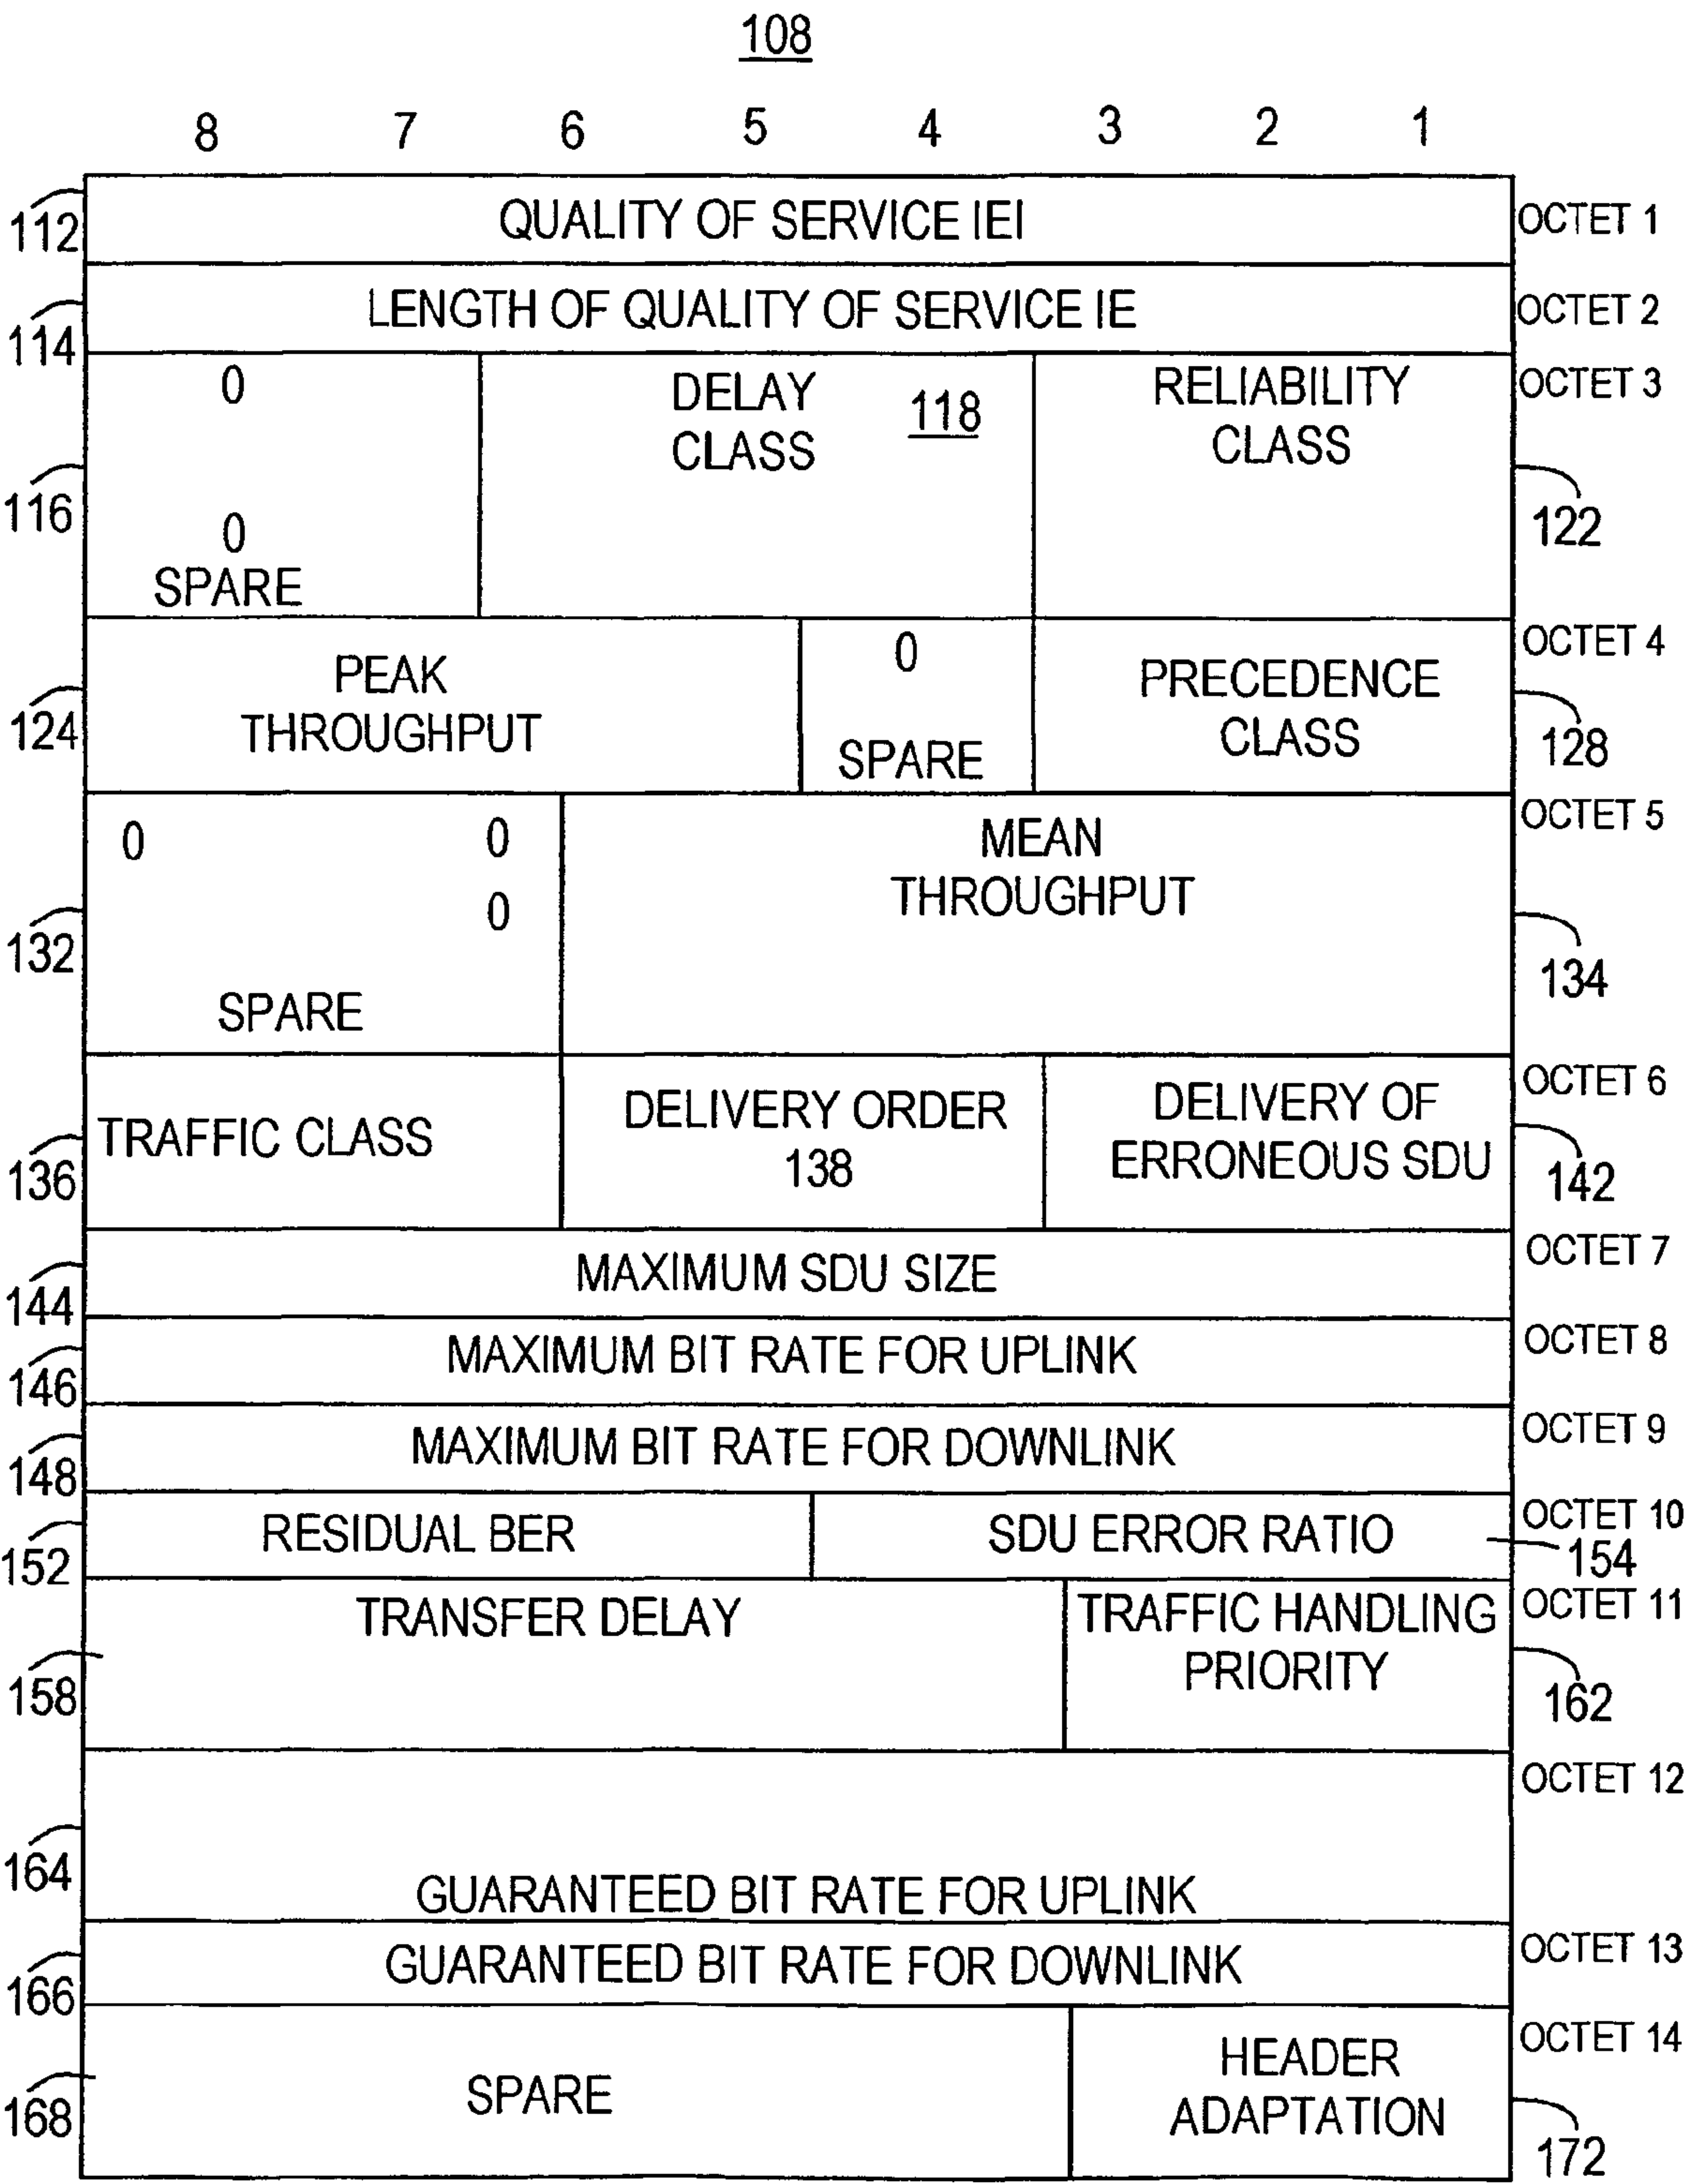 108
8 7 6 5 4 3 2 1
112 QUALITY OF SERVICE IEI OCTET 1
114 LENGTH OF QUALITY OF SERVICE IE OCTET 2
0 DELAY 118 RELIABILITY OCTET 3
CLASS CLASS
116 0 122
SPARE
PEAK 0 PRECEDENCE OCTET 4
124 THROUGHPUT SPARE CLASS 128
0 0 MEAN OCTET 5
0 THROUGHPUT
132 134
SPARE
TRAFFIC CLASS DELIVERY ORDER DELIVERY OF OCTET 6
136 138 ERRONEOUS SDU 142
144 MAXIMUM SDU SIZE OCTET 7
146 MAXIMUM BIT RATE FOR UPLINK OCTET 8
148 MAXIMUM BIT RATE FOR DOWNLINK OCTET 9
152 RESIDUAL BER SDU ERROR RATIO OCTET 10
154
TRANSFER DELAY TRAFFIC HANDLING OCTET 11
158 PRIORITY 162
OCTET 12
164 GUARANTEED BIT RATE FOR UPLINK
166 GUARANTEED BIT RATE FOR DOWNLINK OCTET 13
SPARE HEADER OCTET 14
168 ADAPTATION 172